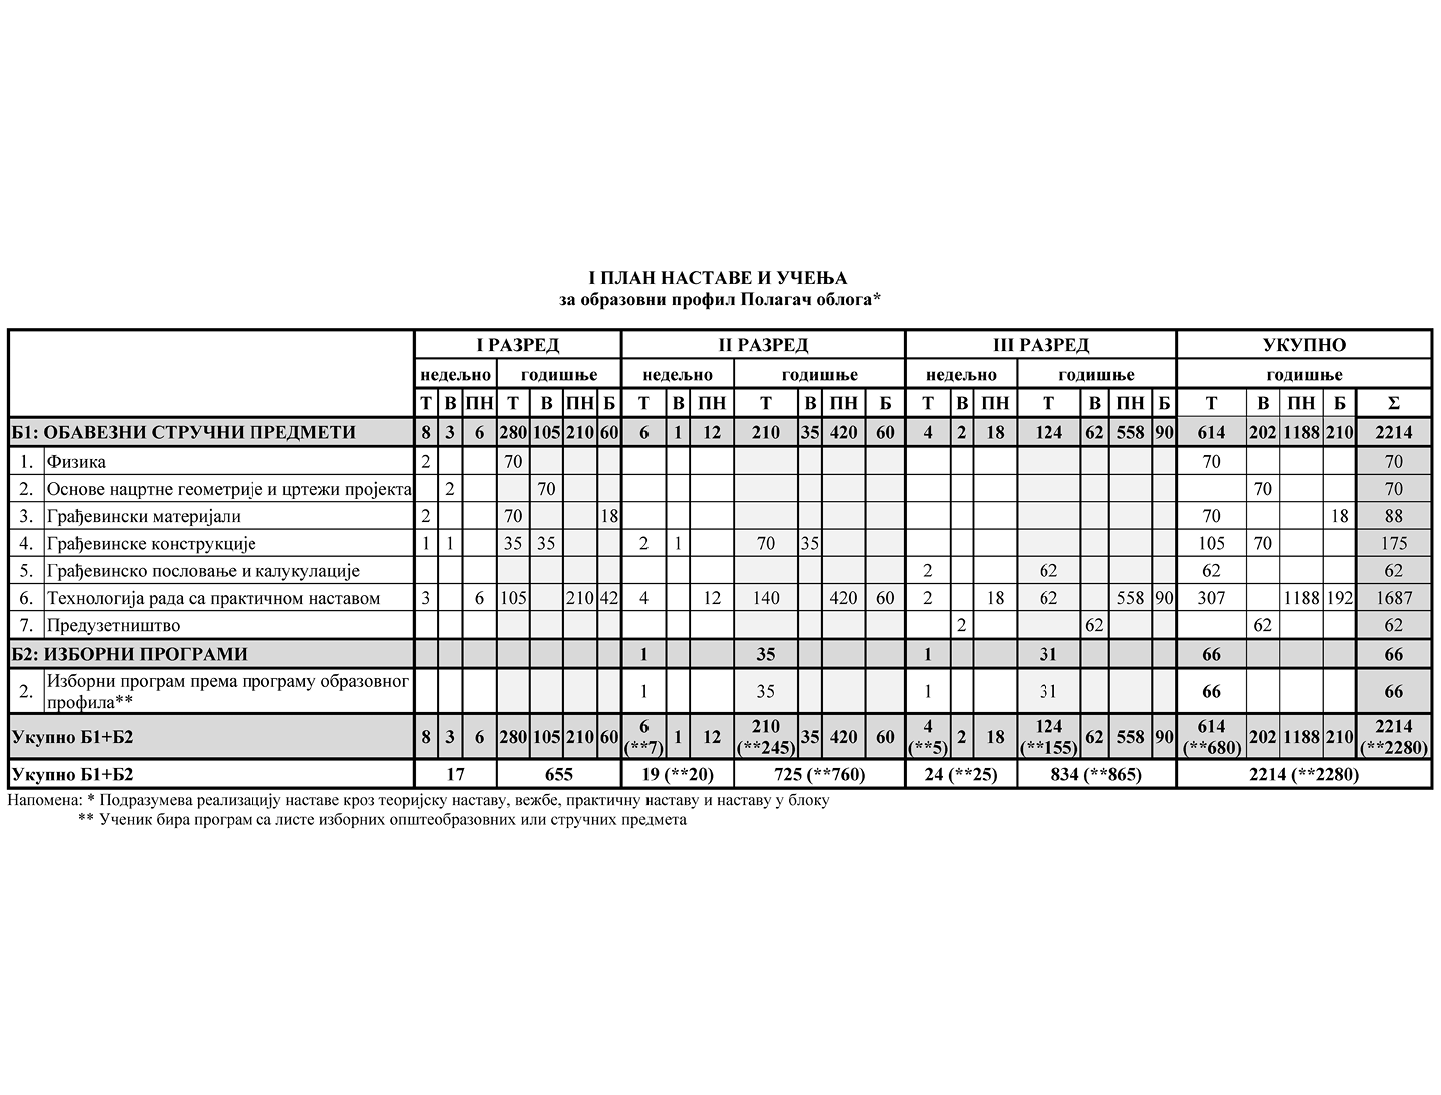 I ПЛАН НАСТАВЕ И УЧЕЊА
за образовни профил Полагач облога*
I РАЗРЕД II РАЗРЕД III РАЗРЕД УКУПНО
недељно годишње недељно годишње недељно годишње годишње
Т В ПН Т В ПН Б Т В ПН Т В ПН Б Т В ПН Т В ПН Б Т В ПН Б Σ
Б1: ОБАВЕЗНИ СТРУЧНИ ПРЕДМЕТИ 8 3 6 280 105 210 60 6 1 12 210 35 420 60 4 2 18 124 62 558 90 614 202 1188 210 2214
1. Физика 2 70 70 70
2. Основе нацртне геометрије и цртежи пројекта 2 70 70 70
3. Грађевински материјали 2 70 18 70 18 88
4. Грађевинске конструкције 1 1 35 35 2 1 70 35 105 70 175
5. Грађевинско пословање и калукулације 2 62 62 62
6. Технологија рада са практичном наставом 3 6 105 210 42 4 12 140 420 60 2 18 62 558 90 307 1188 192 1687
7. Предузетништво 2 62 62 62
Б2: ИЗБОРНИ ПРОГРАМИ 1 35 1 31 66 66
2. Изборни програм према програму образовног
профила** 1 35 1 31 66 66
Укупно Б1+Б2 8 3 6 280 105 210 60 6 (**7) 1 12 210 (**245) 35 420 60 4 (**5) 2 18 124 (**155) 62 558 90 614 (**680) 202 1188 210 2214 (**2280)
Укупно Б1+Б2 17 655 19 (**20) 725 (**760) 24 (**25) 834 (**865) 2214 (**2280)
Напомена: * Подразумева реализацију наставе кроз теоријску наставу, вежбе, практичну наставу и наставу у блоку
** Ученик бира програм са листе изборних општеобразовних или стручних предмета